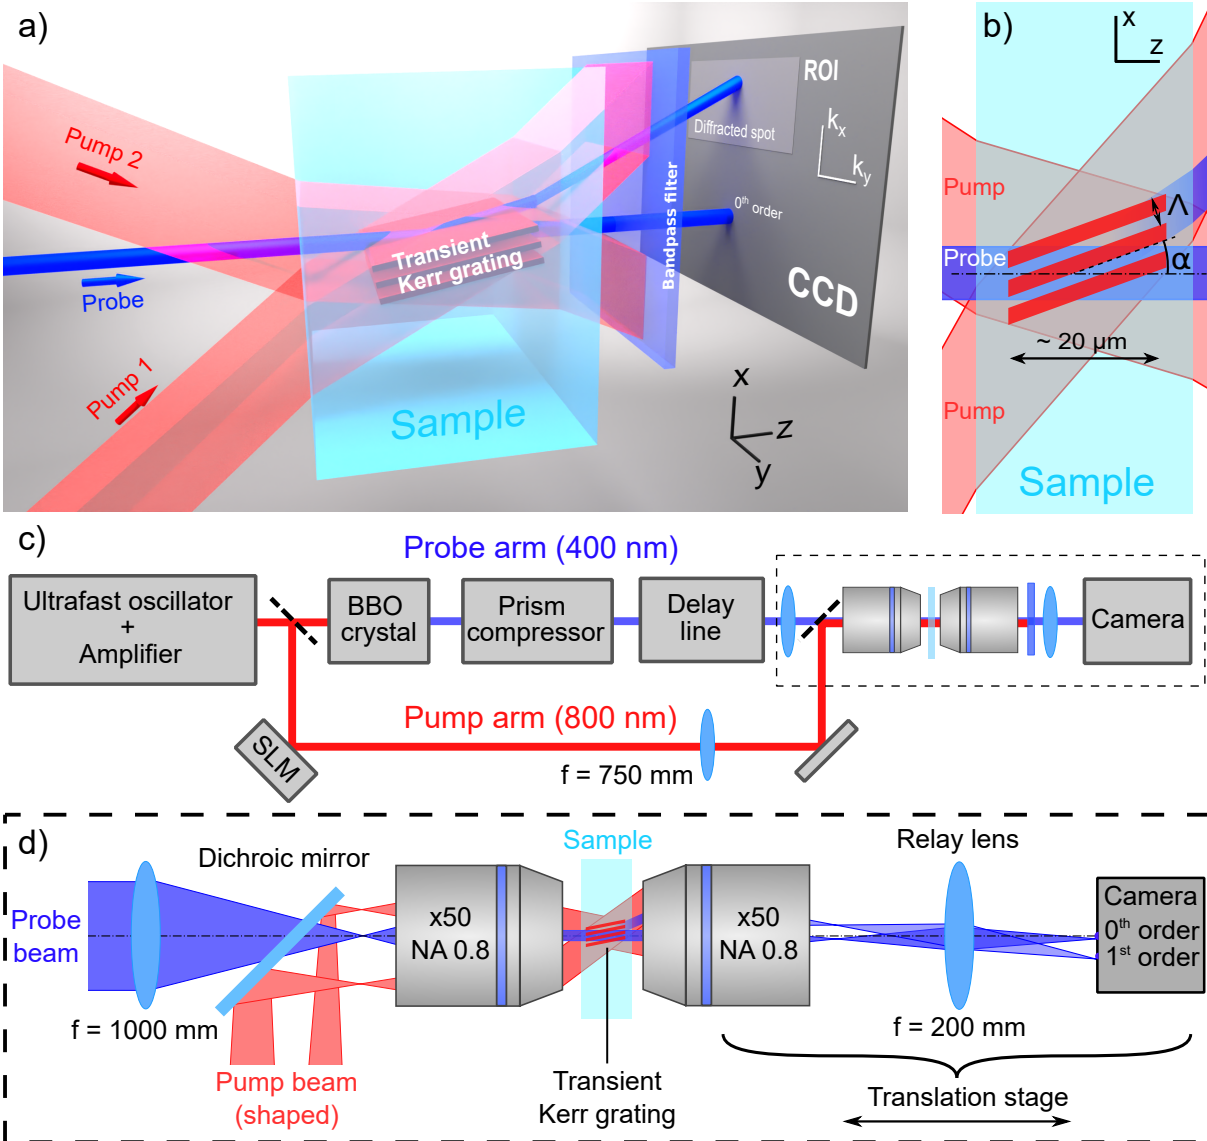 a)
Pump 2
Probe
Pump 1
Transient
Kerr grating
Sample
Bandpass filter
ROI
Diffracted spot
kx
ky
0th order
CCD
x
z
y
b)
x
z
Pump
Probe
Λ
α
~ 20 µm
Pump
Sample
c)
Probe arm (400 nm)
Ultrafast oscillator
+
Amplifier
BBO
crystal
Prism
compressor
Delay
line
Camera
Pump arm (800 nm)
SLM
f = 750 mm
d)
Dichroic mirror
Sample
Relay lens
Probe
beam
x50
NA 0.8
x50
NA 0.8
Camera
0th order
1st order
f = 1000 mm
f = 200 mm
Pump beam
(shaped)
Transient
Kerr grating
Translation stage